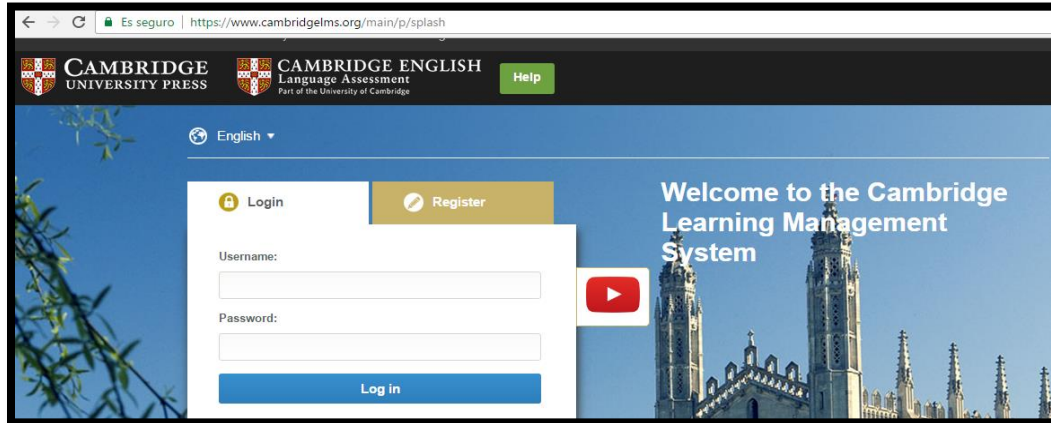 Es seguro | https://www.cambridgelms.org/main/p/splash
CAMBRIDGE
UNIVERSITY PRESS
CAMBRIDGE ENGLISH
Language Assessment
Part of the University of Cambridge
Help
English
Login
Register
Welcome to the Cambridge
Learning Management
System
Username:
Password:
Log in